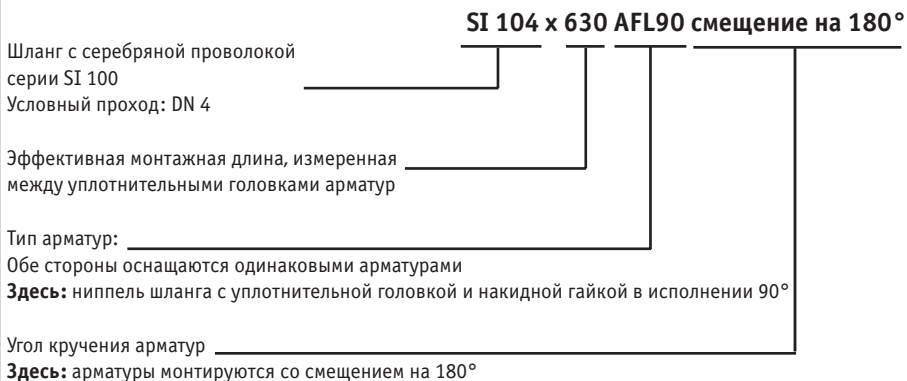 SI 104 x 630 AFL90 смещение на 180°
Шланг с серебряной проволокой
серии SI 100
Условный проход: DN 4
Эффективная монтажная длина, измеренная
между уплотнительными головками арматур
Тип арматур:
Обе стороны оснащаются одинаковыми арматурами
Здесь: ниппель шланга с уплотнительной головкой и накидной гайкой в исполнении 90°
Угол кручения арматур
Здесь: арматуры монтируются со смещением на 180°